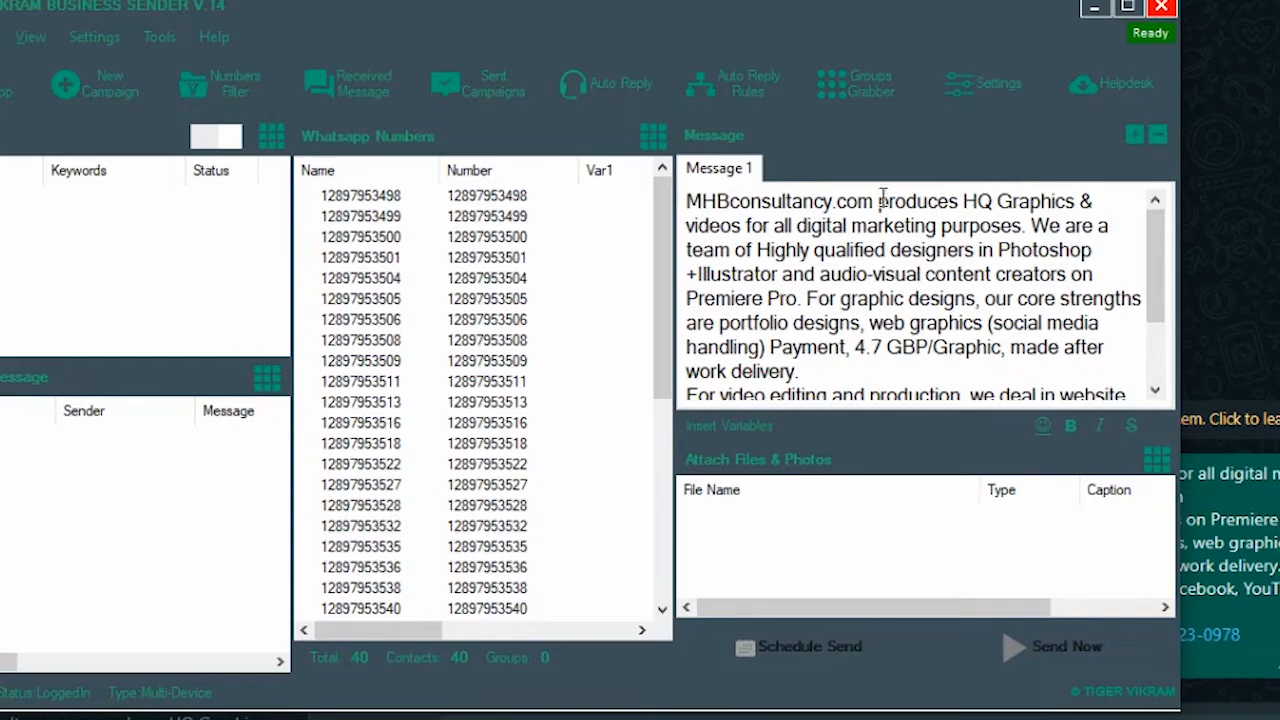 KRAM BUSINESS SENDER V.14
View Settings Tools Help
Ready
New Campaign
Numbers Filter
Received Message
Sent Campaigns
Auto Reply
Auto Reply Rules
Groups Grabber
Settings
Helpdesk
Keywords Status
essage
Sender Message
Whatsapp Numbers
Name Number Var1
12897953498 12897953498
12897953499 12897953499
12897953500 12897953500
12897953501 12897953501
12897953504 12897953504
12897953505 12897953505
12897953506 12897953506
12897953508 12897953508
12897953509 12897953509
12897953511 12897953511
12897953513 12897953513
12897953516 12897953516
12897953518 12897953518
12897953522 12897953522
12897953527 12897953527
12897953528 12897953528
12897953532 12897953532
12897953535 12897953535
12897953536 12897953536
12897953538 12897953538
12897953540 12897953540
Total: 40 Contacts: 40 Groups: 0
Message
Message 1
MHBconsultancy.com produces HQ Graphics &
videos for all digital marketing purposes. We are a
team of Highly qualified designers in Photoshop
+Illustrator and audio-visual content creators on
Premiere Pro. For graphic designs, our core strengths
are portfolio designs, web graphics (social media
handling) Payment, 4.7 GBP/Graphic, made after
work delivery.
For video editing and production, we deal in website
Insert Variables B I S
Attach Files & Photos
File Name Type Caption
Schedule Send Send Now
Status:LoggedIn Type:Multi-Device
© TIGER VIKRAM
em. Click to lea
or all digital m
n
on Premiere
s, web graphi
work delivery.
cebook, YouT
23-0978